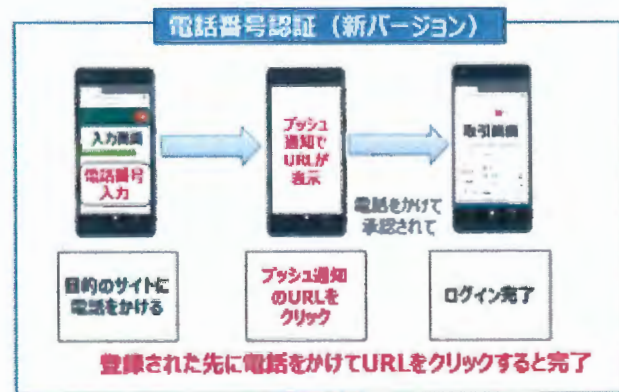 電話番号認証（新バージョン）
入力画面
電話番号
入力
プッシュ
通知で
URLが
表示
取引画面
電話をかけて
承認されて
目的のサイトに
電話をかける
プッシュ通知
のURLを
クリック
ログイン完了
登録された先に電話をかけてURLをクリックすると完了